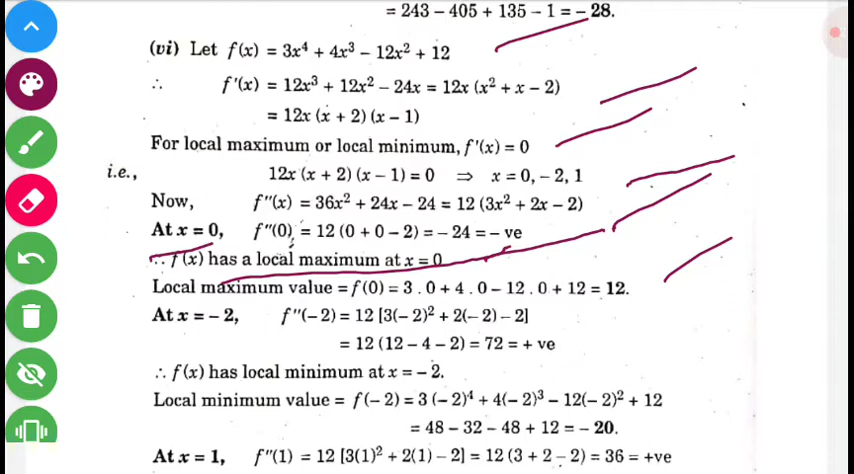 = 243 – 405 + 135 – 1 = – 28.
(vi) Let f(x) = 3x⁴ + 4x³ – 12x² + 12
∴ f'(x) = 12x³ + 12x² – 24x = 12x (x² + x – 2)
= 12x (x + 2) (x – 1)
For local maximum or local minimum, f'(x) = 0
i.e., 12x (x + 2) (x – 1) = 0 ⇒ x = 0, – 2, 1
Now, f''(x) = 36x² + 24x – 24 = 12 (3x² + 2x – 2)
At x = 0, f''(0) = 12 (0 + 0 – 2) = – 24 = – ve
∴ f(x) has a local maximum at x = 0
Local maximum value = f(0) = 3 . 0 + 4 . 0 – 12 . 0 + 12 = 12.
At x = – 2, f''(– 2) = 12 [3(– 2)² + 2(– 2) – 2]
= 12 (12 – 4 – 2) = 72 = + ve
∴ f(x) has local minimum at x = – 2.
Local minimum value = f(– 2) = 3 (– 2)⁴ + 4(– 2)³ – 12(– 2)² + 12
= 48 – 32 – 48 + 12 = – 20.
At x = 1, f''(1) = 12 [3(1)² + 2(1) – 2] = 12 (3 + 2 – 2) = 36 = +ve